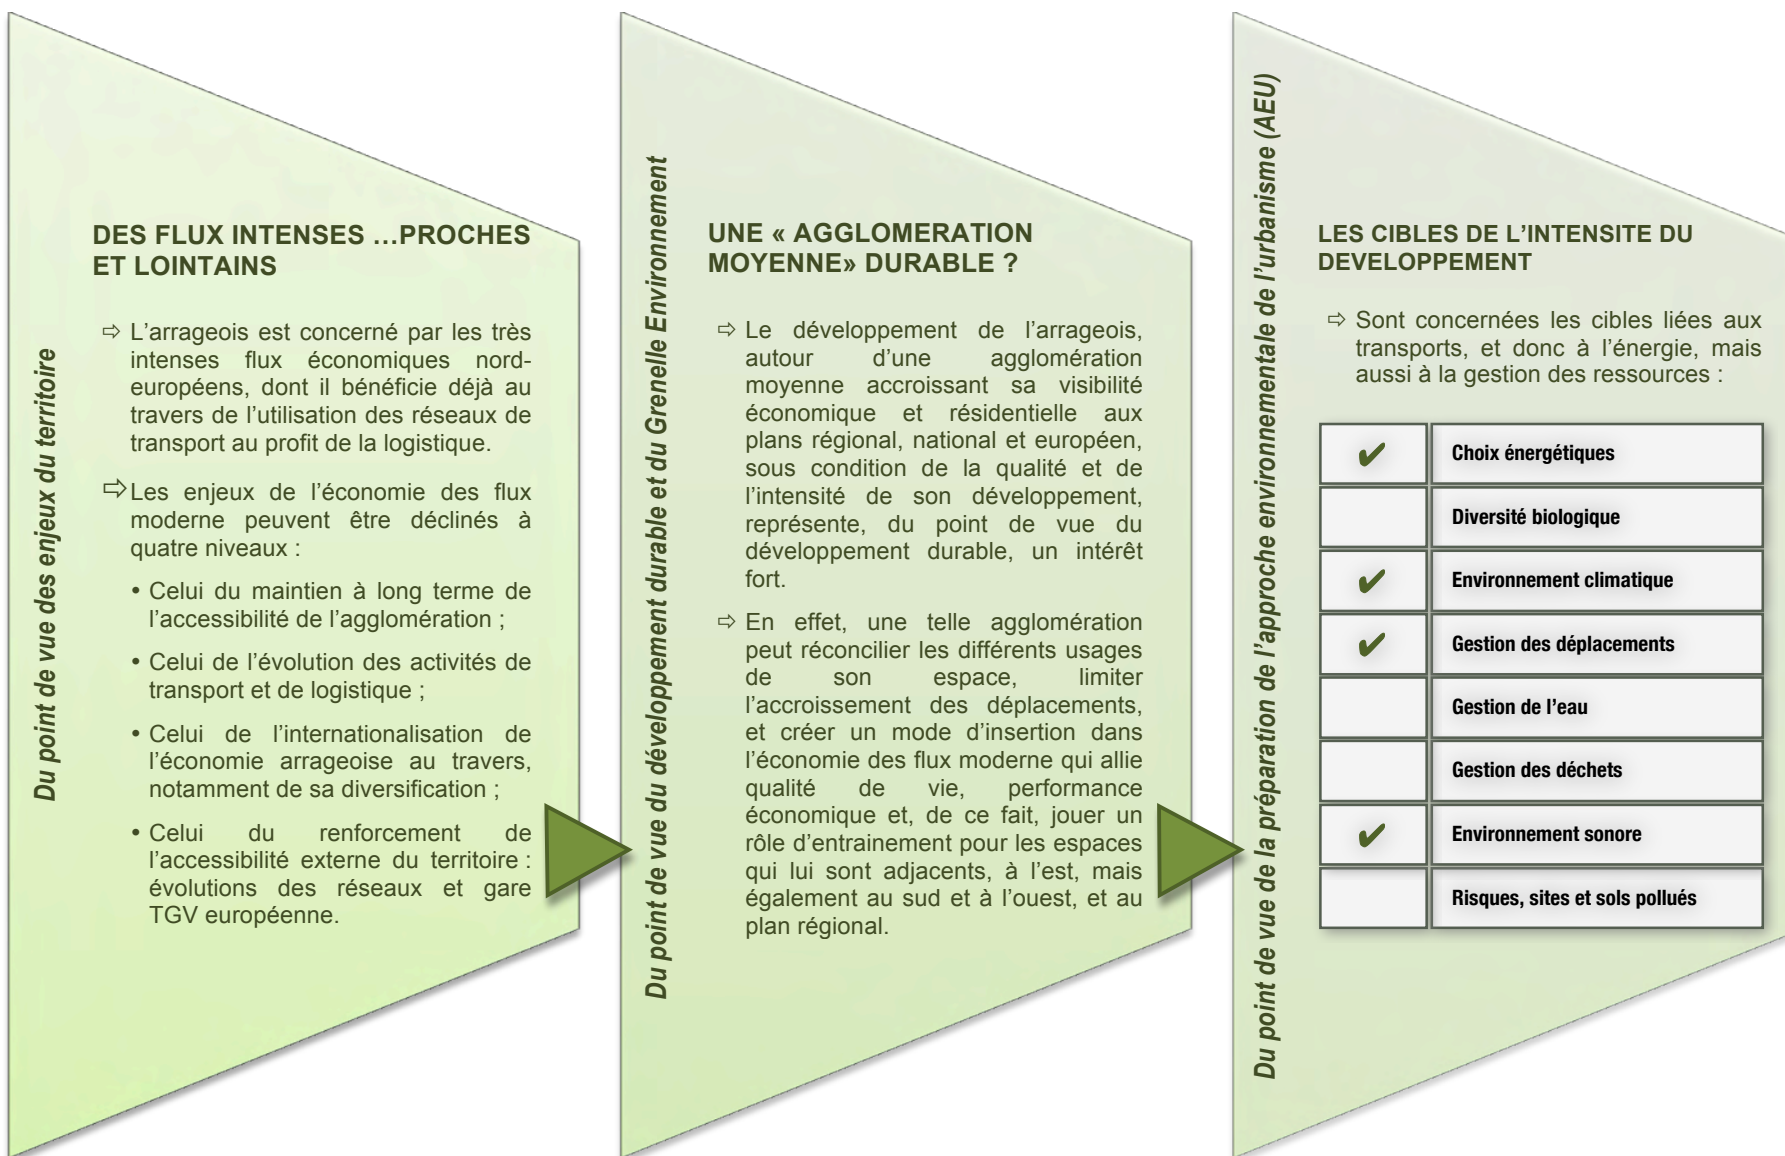 Du point de vue des enjeux du territoire
DES FLUX INTENSES …PROCHES
ET LOINTAINS
⇨ L’arrageois est concerné par les très
intenses flux économiques nord-
européens, dont il bénéficie déjà au
travers de l’utilisation des réseaux de
transport au profit de la logistique.
⇨ Les enjeux de l’économie des flux
moderne peuvent être déclinés à
quatre niveaux :
• Celui du maintien à long terme de
l’accessibilité de l’agglomération ;
• Celui de l’évolution des activités de
transport et de logistique ;
• Celui de l’internationalisation de
l’économie arrageoise au travers,
notamment de sa diversification ;
• Celui du renforcement de
l’accessibilité externe du territoire :
évolutions des réseaux et gare
TGV européenne.
Du point de vue du développement durable et du Grenelle Environnement
UNE « AGGLOMERATION
MOYENNE» DURABLE ?
⇨ Le développement de l’arrageois,
autour d’une agglomération
moyenne accroissant sa visibilité
économique et résidentielle aux
plans régional, national et européen,
sous condition de la qualité et de
l’intensité de son développement,
représente, du point de vue du
développement durable, un intérêt
fort.
⇨ En effet, une telle agglomération
peut réconcilier les différents usages
de son espace, limiter
l’accroissement des déplacements,
et créer un mode d’insertion dans
l’économie des flux moderne qui allie
qualité de vie, performance
économique et, de ce fait, jouer un
rôle d’entrainement pour les espaces
qui lui sont adjacents, à l’est, mais
également au sud et à l’ouest, et au
plan régional.
Du point de vue de la préparation de l’approche environnementale de l’urbanisme (AEU)
LES CIBLES DE L’INTENSITE DU
DEVELOPPEMENT
⇨ Sont concernées les cibles liées aux
transports, et donc à l’énergie, mais
aussi à la gestion des ressources :
✔ Choix énergétiques
Diversité biologique
✔ Environnement climatique
✔ Gestion des déplacements
Gestion de l’eau
Gestion des déchets
✔ Environnement sonore
Risques, sites et sols pollués